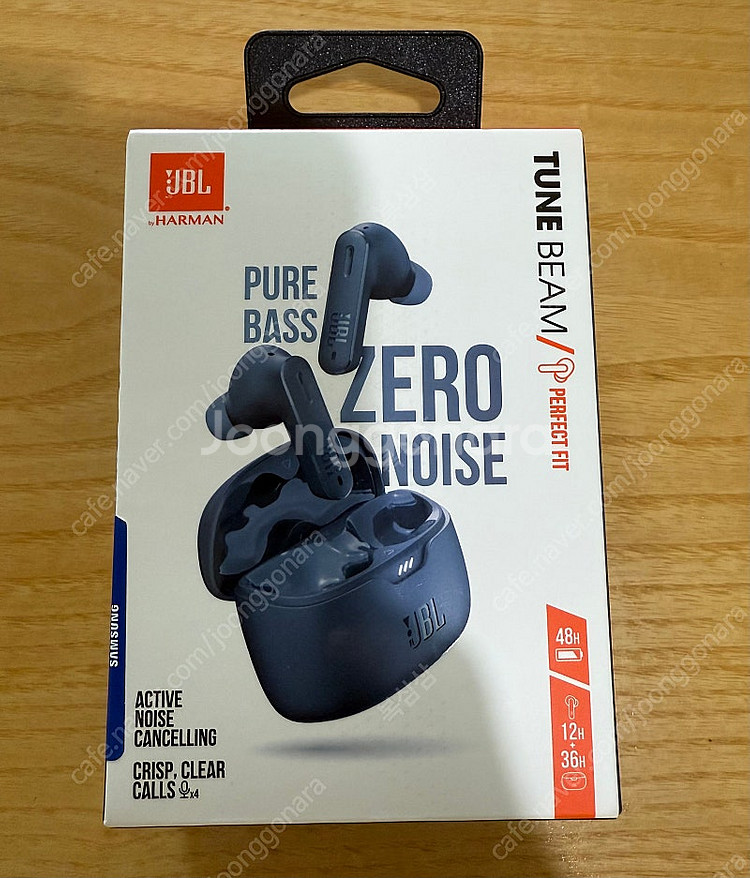 JBL
by HARMAN
TUNE BEAM
PERFECT FIT
PURE
BASS
ZERO
NOISE
JBL
JBL
SAMSUNG
ACTIVE
NOISE
CANCELLING
CRISP, CLEAR
CALLS x4
48H
12H
+
36H
Joonggonara
cafe.naver.com/joonggonara